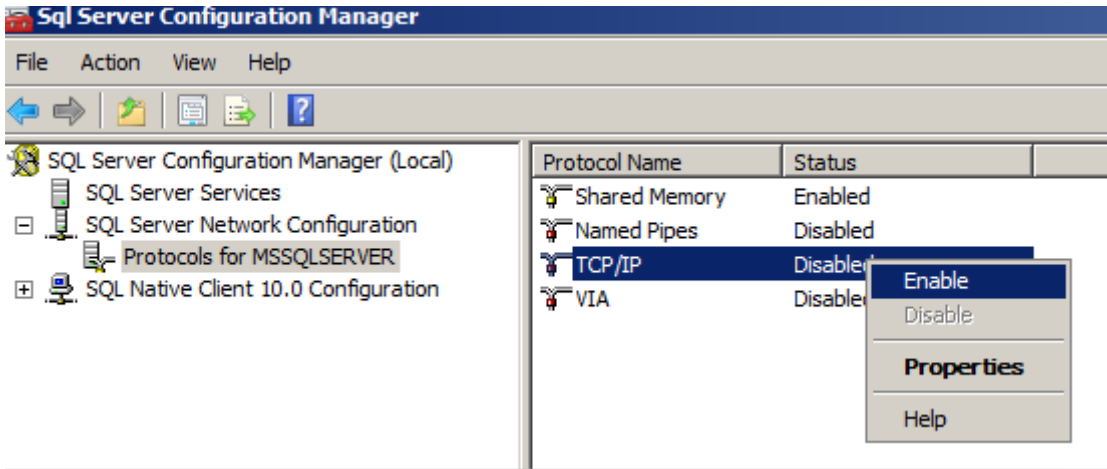 Sql Server Configuration Manager
File Action View Help
SQL Server Configuration Manager (Local)
SQL Server Services
SQL Server Network Configuration
Protocols for MSSQLSERVER
SQL Native Client 10.0 Configuration
Protocol Name Status
Shared Memory Enabled
Named Pipes Disabled
TCP/IP Disabled
VIA Disabled
Enable
Disable
Properties
Help